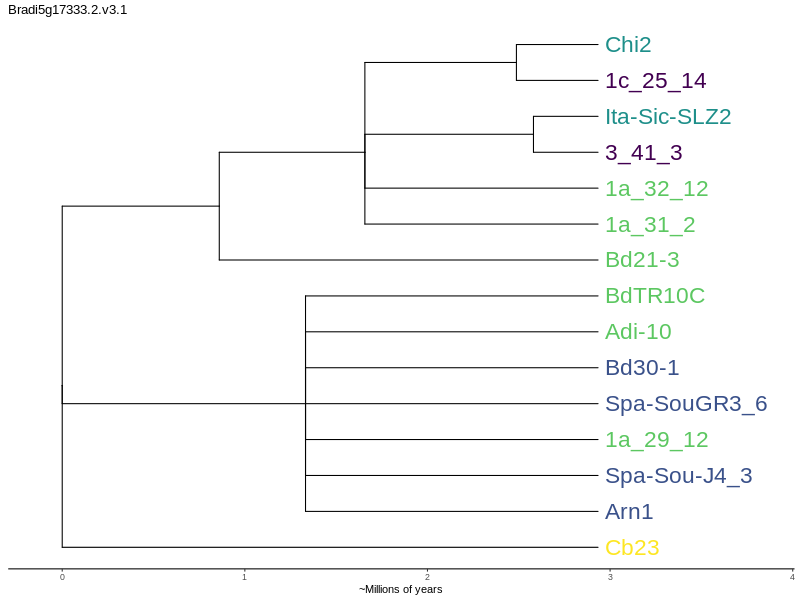 Bradi5g17333.2.v3.1
Chi2
1c_25_14
Ita-Sic-SLZ2
3_41_3
1a_32_12
1a_31_2
Bd21-3
BdTR10C
Adi-10
Bd30-1
Spa-SouGR3_6
1a_29_12
Spa-Sou-J4_3
Arn1
Cb23
0 1 2 3 4
~Millions of years